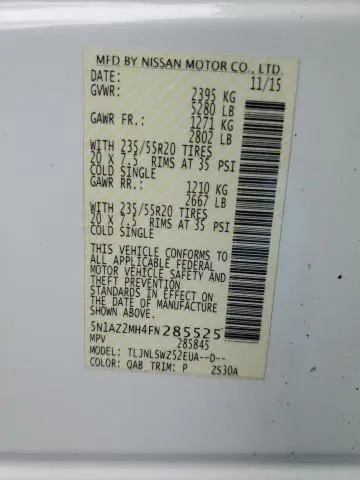 MFD BY NISSAN MOTOR CO., LTD.
DATE: 11/15
GVWR: 2395 KG
5280 LB
GAWR FR.: 1271 KG
2802 LB
WITH 235/55R20 TIRES
20 X 7.5 RIMS AT 35 PSI
COLD SINGLE
GAWR RR.: 1210 KG
2667 LB
WITH 235/55R20 TIRES
20 X 7.5 RIMS AT 35 PSI
COLD SINGLE
THIS VEHICLE CONFORMS TO
ALL APPLICABLE FEDERAL
MOTOR VEHICLE SAFETY AND
THEFT PREVENTION
STANDARDS IN EFFECT ON
THE DATE OF MANUFACTURE
SHOWN ABOVE.
5N1AZ2MH4FN285525
MPV 285845
MODEL: TLJNLSWZS2EUA--D--
COLOR: QAB TRIM: P ZS30A